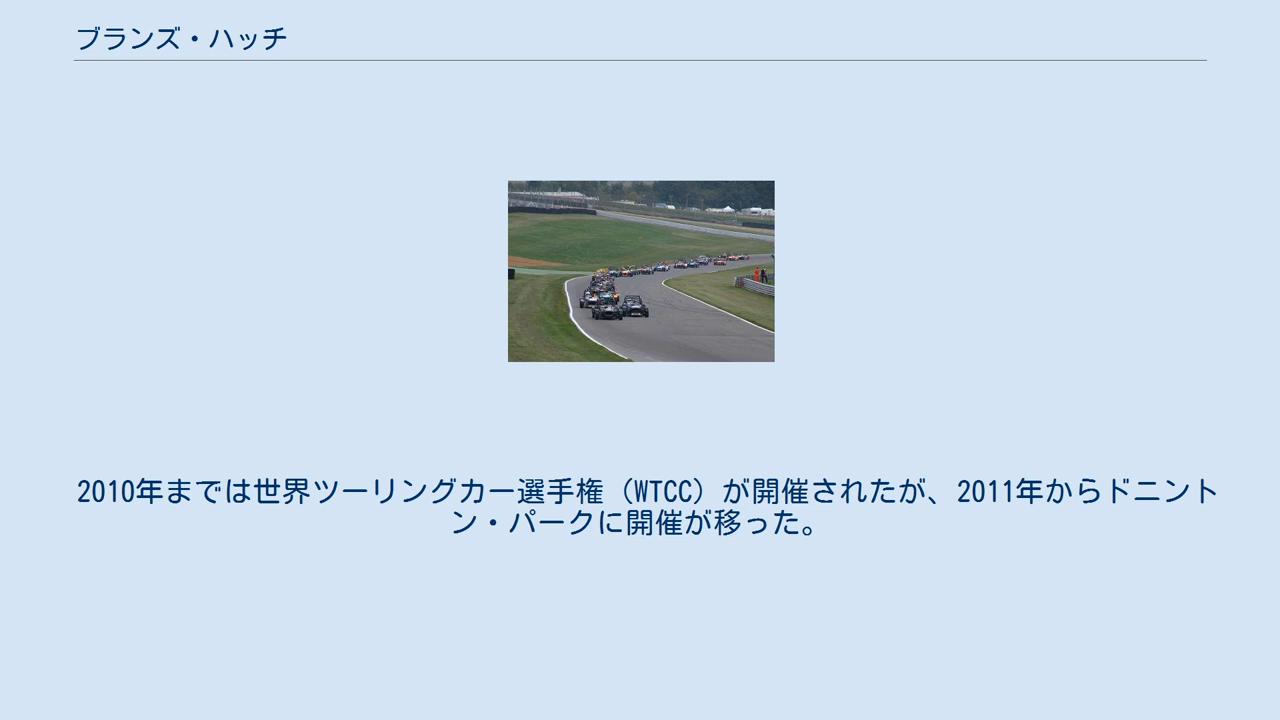 ブランズ・ハッチ
2010年までは世界ツーリングカー選手権（WTCC）が開催されたが、2011年からドニント
ン・パークに開催が移った。